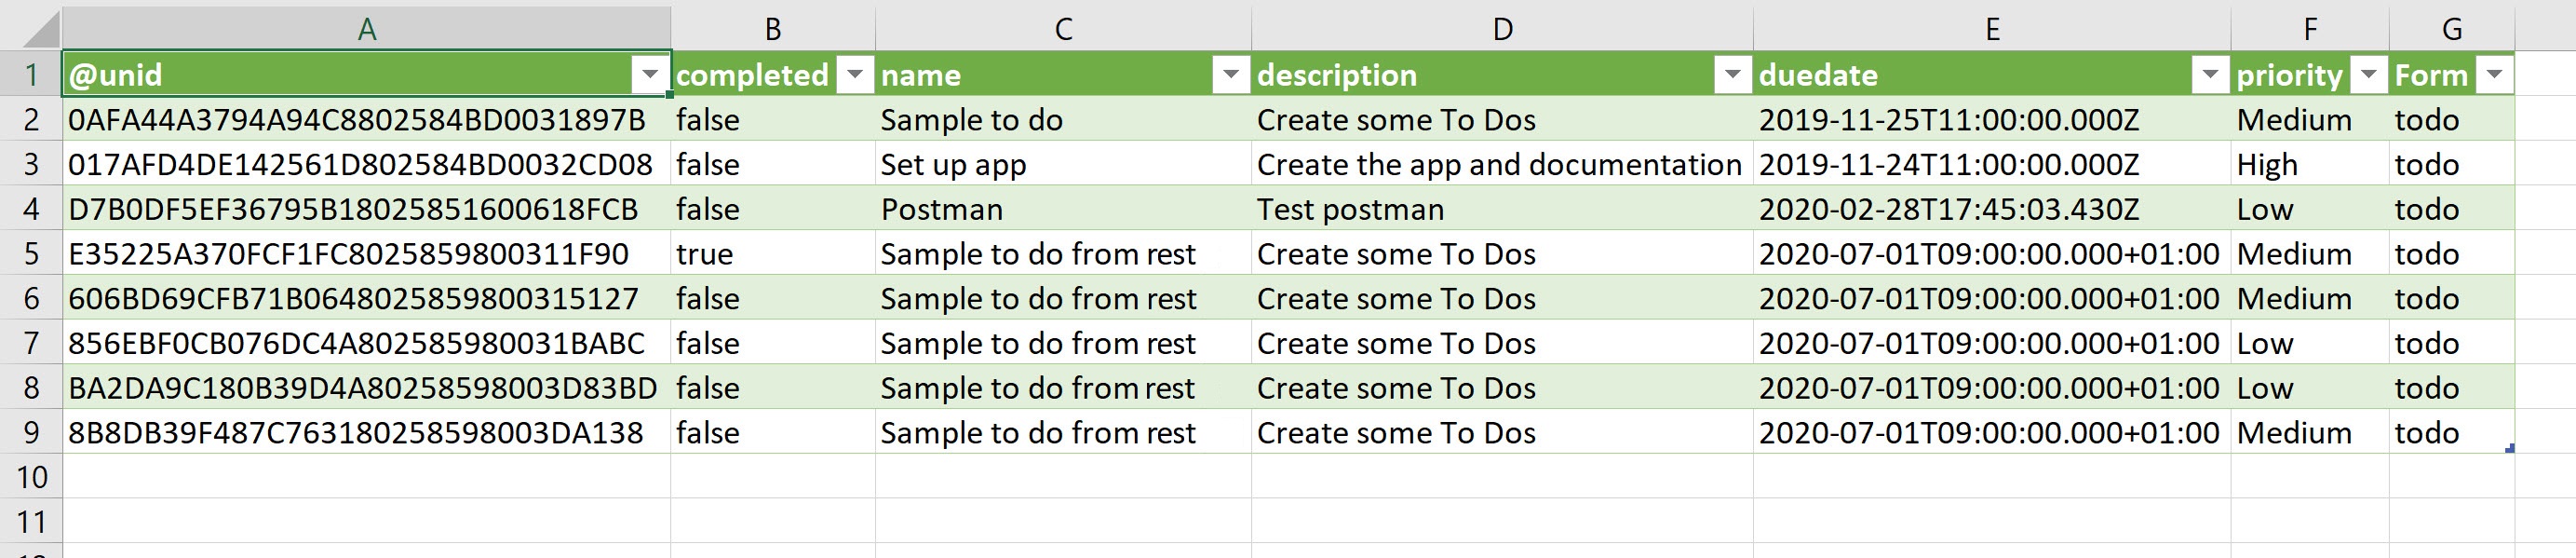 A B C D E F G
1 @unid completed name description duedate priority Form
2 0AFA44A3794A94C8802584BD0031897B false Sample to do Create some To Dos 2019-11-25T11:00:00.000Z Medium todo
3 017AFD4DE142561D802584BD0032CD08 false Set up app Create the app and documentation 2019-11-24T11:00:00.000Z High todo
4 D7B0DF5EF36795B18025851600618FCB false Postman Test postman 2020-02-28T17:45:03.430Z Low todo
5 E35225A370FCF1FC8025859800311F90 true Sample to do from rest Create some To Dos 2020-07-01T09:00:00.000+01:00 Medium todo
6 606BD69CFB71B0648025859800315127 false Sample to do from rest Create some To Dos 2020-07-01T09:00:00.000+01:00 Medium todo
7 856EBF0CB076DC4A802585980031BABC false Sample to do from rest Create some To Dos 2020-07-01T09:00:00.000+01:00 Low todo
8 BA2DA9C180B39D4A80258598003D83BD false Sample to do from rest Create some To Dos 2020-07-01T09:00:00.000+01:00 Low todo
9 8B8DB39F487C763180258598003DA138 false Sample to do from rest Create some To Dos 2020-07-01T09:00:00.000+01:00 Medium todo
10
11